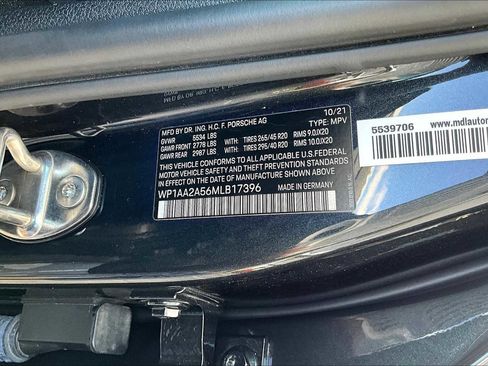 10/21
MFD BY DR. ING. H.C. F. PORSCHE AG TYPE: MPV
GVWR 5534 LBS
GAWR FRONT 2778 LBS WITH TIRES 265/45 R20 RIMS 9.0JX20
GAWR REAR 2987 LBS WITH TIRES 295/40 R20 RIMS 10.0JX20
THIS VEHICLE CONFORMS TO ALL APPLICABLE U.S.FEDERAL
MOTOR VEHICLE SAFETY AND THEFT PREVENTION STANDARDS
IN EFFECT ON THE DATE OF MANUFACTURE SHOWN ABOVE.
WP1AA2A56MLB17396 MADE IN GERMANY
5539706 www.mdlautor